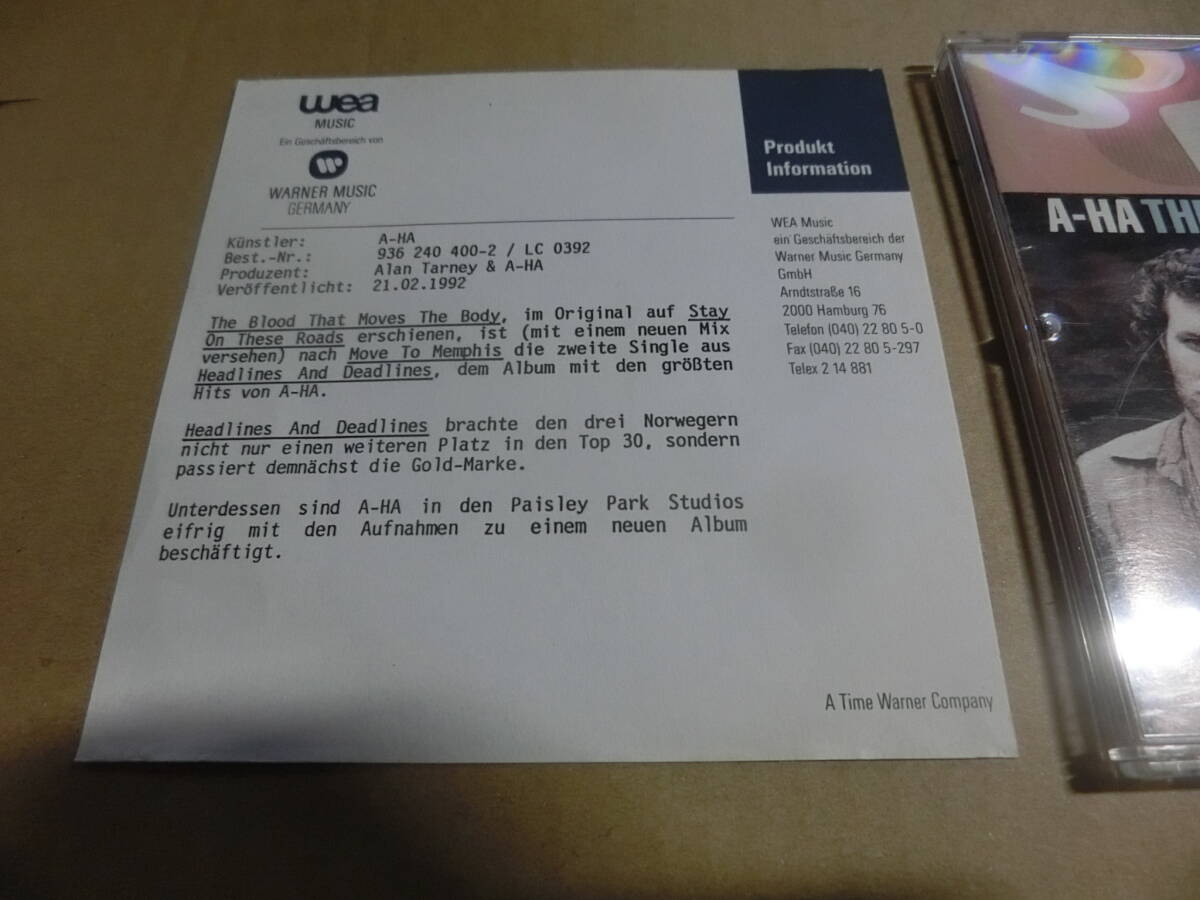 wea
MUSIC
Ein Geschäftsbereich von
WARNER MUSIC
GERMANY
Produkt
Information
Künstler: A-HA
Best.-Nr.: 936 240 400-2 / LC 0392
Produzent: Alan Tarney & A-HA
Veröffentlicht: 21.02.1992
The Blood That Moves The Body, im Original auf Stay
On These Roads erschienen, ist (mit einem neuen Mix
versehen) nach Move To Memphis die zweite Single aus
Headlines And Deadlines, dem Album mit den größten
Hits von A-HA.
Headlines And Deadlines brachte den drei Norwegern
nicht nur einen weiteren Platz in den Top 30, sondern
passiert demnächst die Gold-Marke.
Unterdessen sind A-HA in den Paisley Park Studios
eifrig mit den Aufnahmen zu einem neuen Album
beschäftigt.
WEA Music
ein Geschäftsbereich der
Warner Music Germany
GmbH
Arndtstraße 16
2000 Hamburg 76
Telefon (040) 22 80 5-0
Fax (040) 22 80 5-297
Telex 2 14 881
A Time Warner Company
A-HA THE